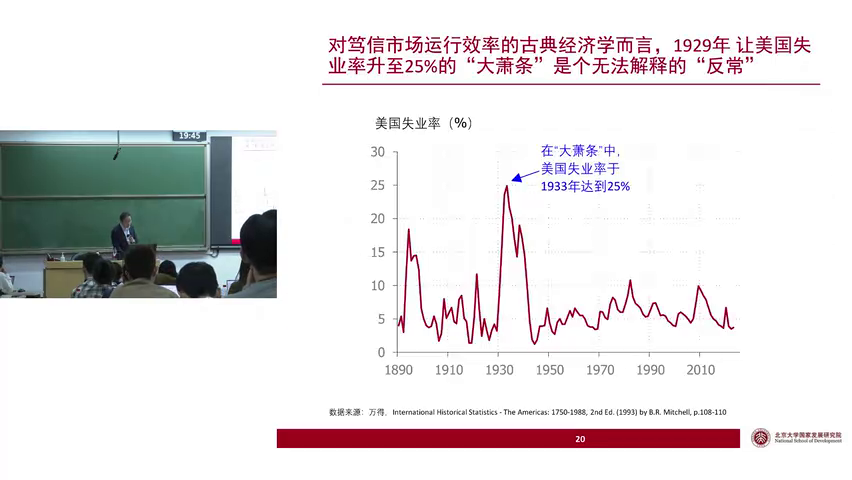 对笃信市场运行效率的古典经济学而言，1929年 让美国失
业率升至25%的“大萧条”是个无法解释的“反常”
19:45
美国失业率（%）
在“大萧条”中，
美国失业率于
1933年达到25%
30
25
20
15
10
5
0
1890 1910 1930 1950 1970 1990 2010
数据来源：万得，International Historical Statistics - The Americas: 1750-1988, 2nd Ed. (1993) by B.R. Mitchell, p.108-110
20
北京大学国家发展研究院
National School of Development